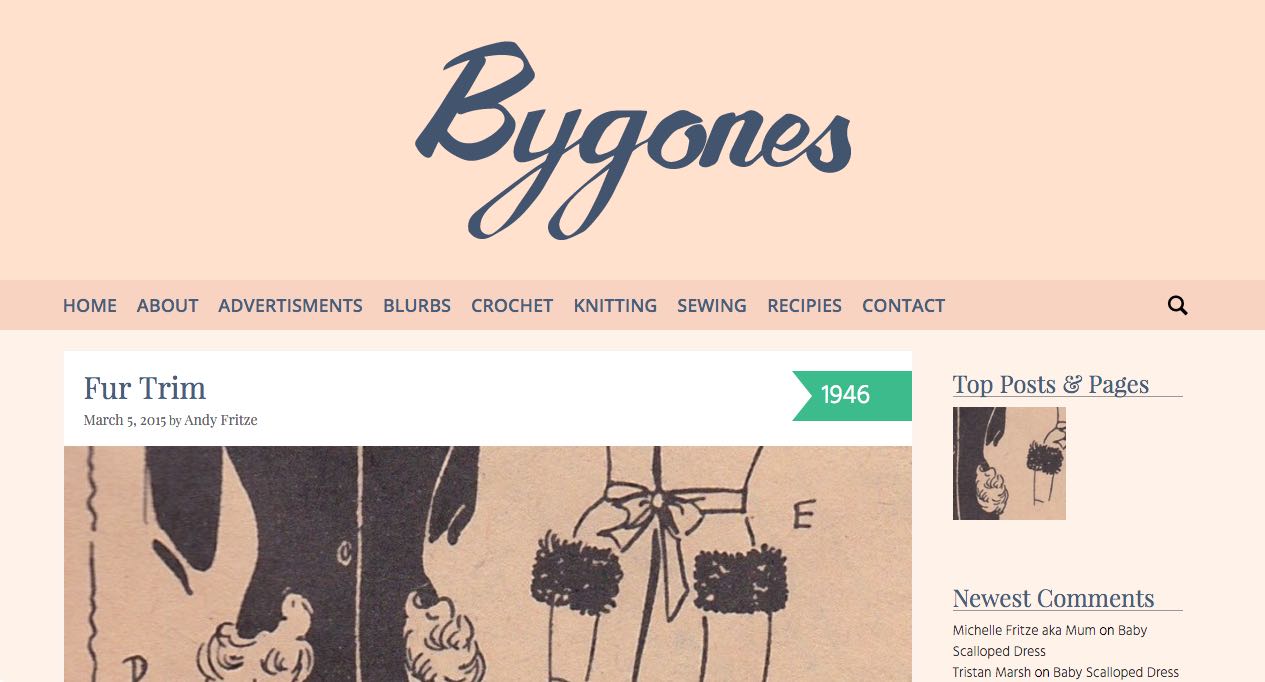 Bygones
HOME ABOUT ADVERTISMENTS BLURBS CROCHET KNITTING SEWING RECIPIES CONTACT
Fur Trim
March 5, 2015 by Andy Fritze
1946
C
E
D
Top Posts & Pages
Newest Comments
Michelle Fritze aka Mum on Baby
Scalloped Dress
Tristan Marsh on Baby Scalloped Dress